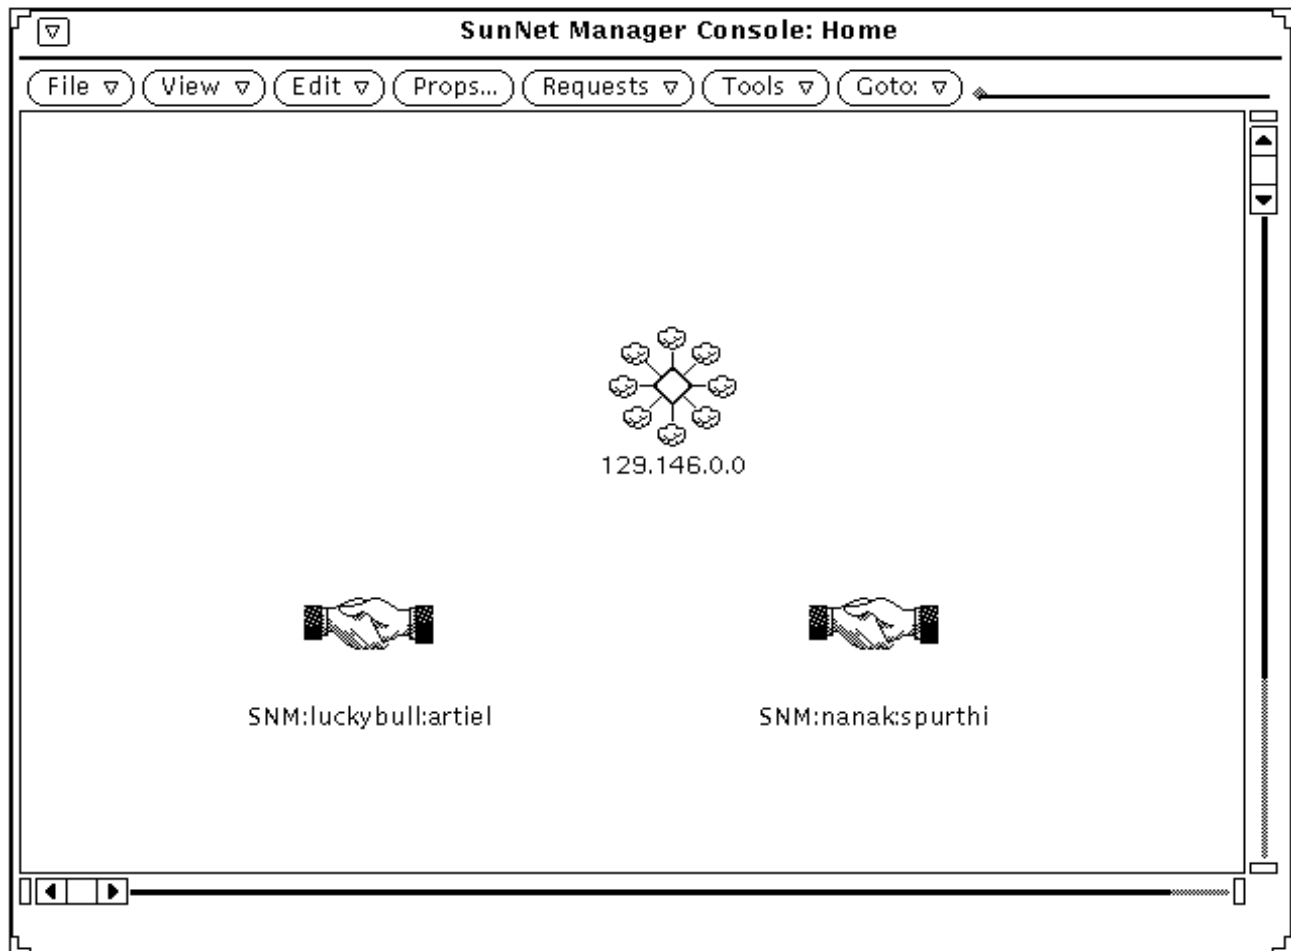 SunNet Manager Console: Home
File View Edit Props... Requests Tools Goto:
129.146.0.0
SNM:luckybull:artiel SNM:nanak:spurthi